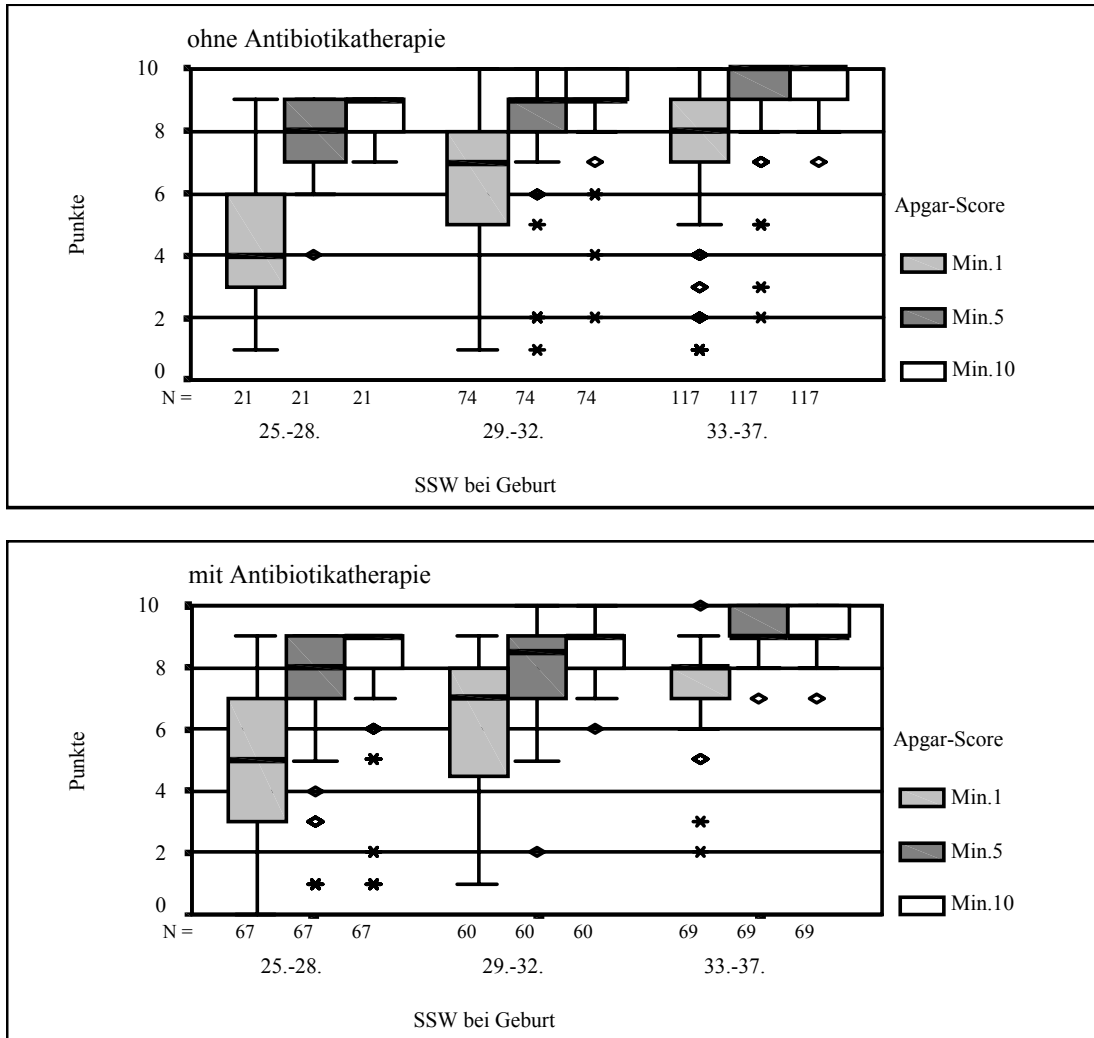 ohne Antibiotikatherapie
10
8
6
4
2
0
Punkte
Apgar-Score
Min.1
Min.5
Min.10
N = 21 21 21 74 74 74 117 117 117
25.-28. 29.-32. 33.-37.
SSW bei Geburt
mit Antibiotikatherapie
10
8
6
4
2
0
Punkte
Apgar-Score
Min.1
Min.5
Min.10
N = 67 67 67 60 60 60 69 69 69
25.-28. 29.-32. 33.-37.
SSW bei Geburt